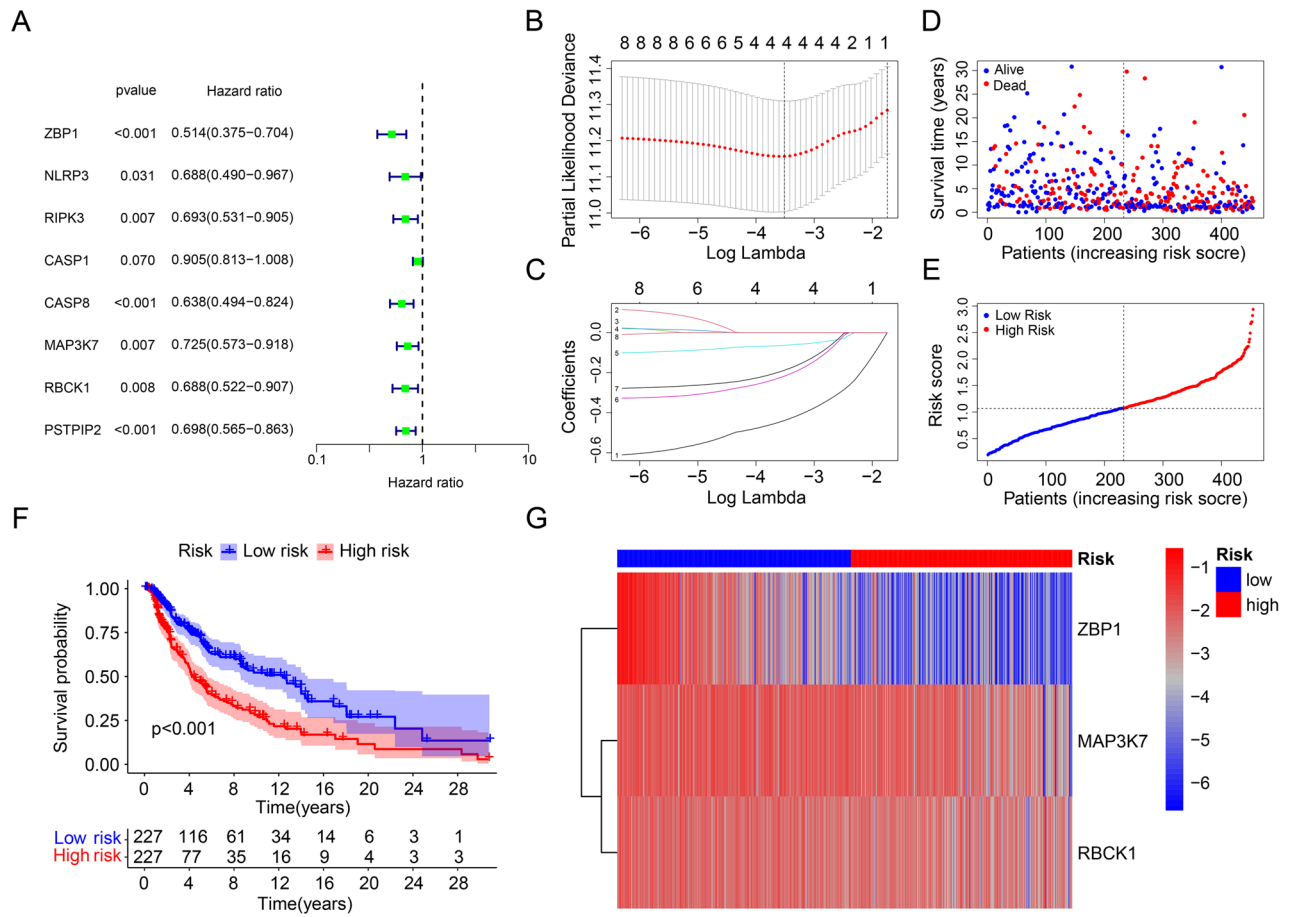 A
pvalue Hazard ratio
ZBP1 <0.001 0.514(0.375−0.704)
NLRP3 0.031 0.688(0.490−0.967)
RIPK3 0.007 0.693(0.531−0.905)
CASP1 0.070 0.905(0.813−1.008)
CASP8 <0.001 0.638(0.494−0.824)
MAP3K7 0.007 0.725(0.573−0.918)
RBCK1 0.008 0.688(0.522−0.907)
PSTPIP2 <0.001 0.698(0.565−0.863)
0.1 1 10
Hazard ratio
B
8 8 8 8 6 6 6 5 4 4 4 4 4 4 2 1 1
Partial Likelihood Deviance
11.4
11.3
11.2
11.1
11.0
−6 −5 −4 −3 −2
Log Lambda
C
8 6 4 4 1
Coefficients
0.0
−0.2
−0.4
−0.6
2
3
4
8
5
7
6
1
−6 −5 −4 −3 −2
Log Lambda
D
Survival time (years)
30
25
20
15
10
5
0
Alive
Dead
0 100 200 300 400
Patients (increasing risk socre)
E
Risk score
3.0
2.5
2.0
1.5
1.0
0.5
Low Risk
High Risk
0 100 200 300 400
Patients (increasing risk socre)
F
Risk Low risk High risk
Survival probability
1.00
0.75
0.50
0.25
0.00
p<0.001
0 4 8 12 16 20 24 28
Time(years)
Low risk 227 116 61 34 14 6 3 1
High risk 227 77 35 16 9 4 3 3
0 4 8 12 16 20 24 28
Time(years)
G
Risk
ZBP1
MAP3K7
RBCK1
−1
−2
−3
−4
−5
−6
Risk
low
high